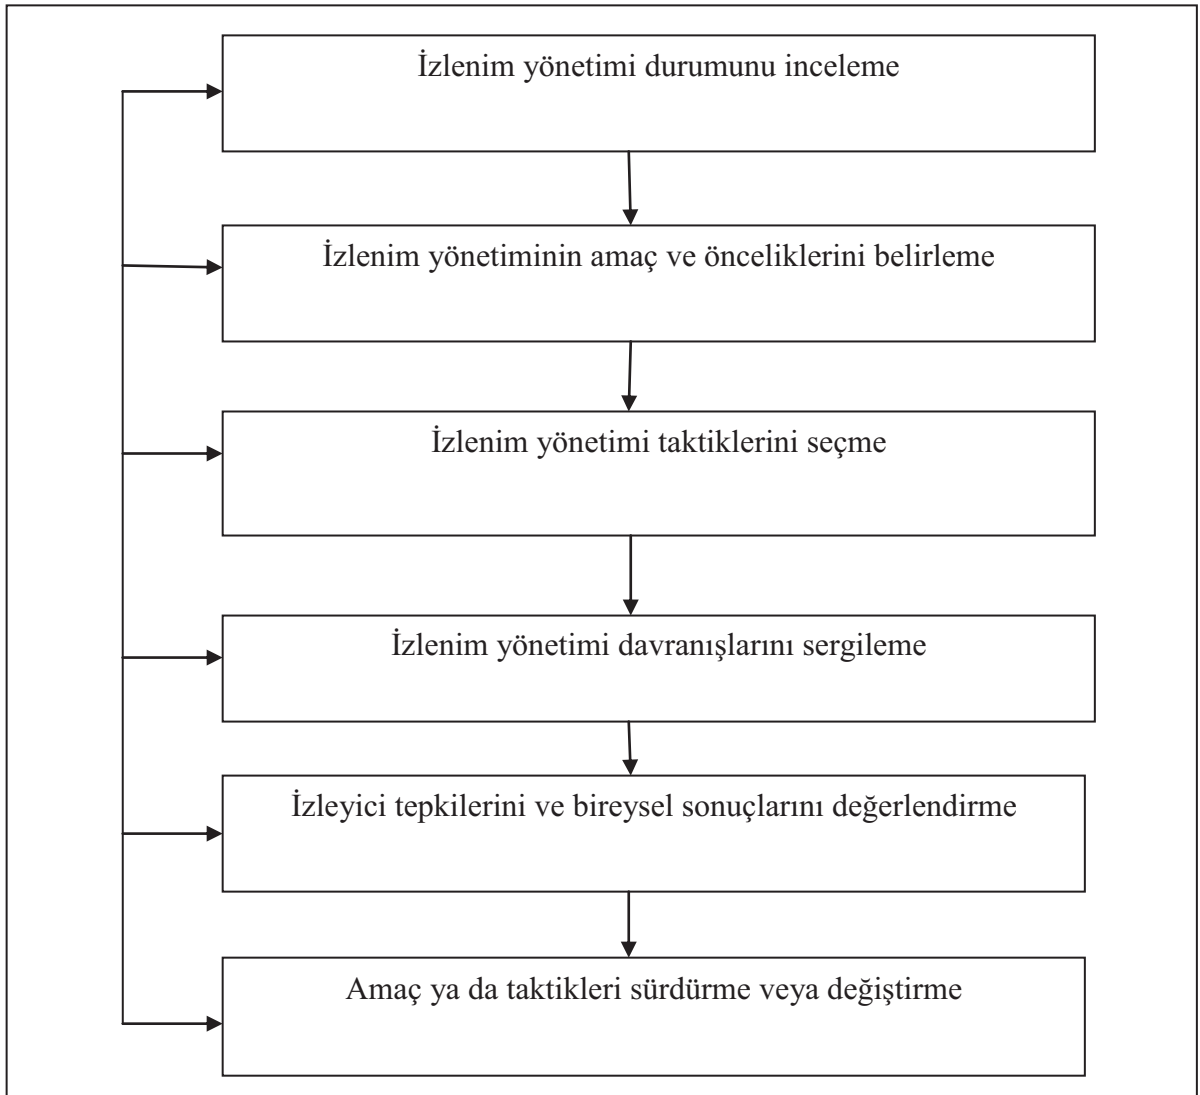 İzlenim yönetimi durumunu inceleme
İzlenim yönetiminin amaç ve önceliklerini belirleme
İzlenim yönetimi taktiklerini seçme
İzlenim yönetimi davranışlarını sergileme
İzleyici tepkilerini ve bireysel sonuçlarını değerlendirme
Amaç ya da taktikleri sürdürme veya değiştirme